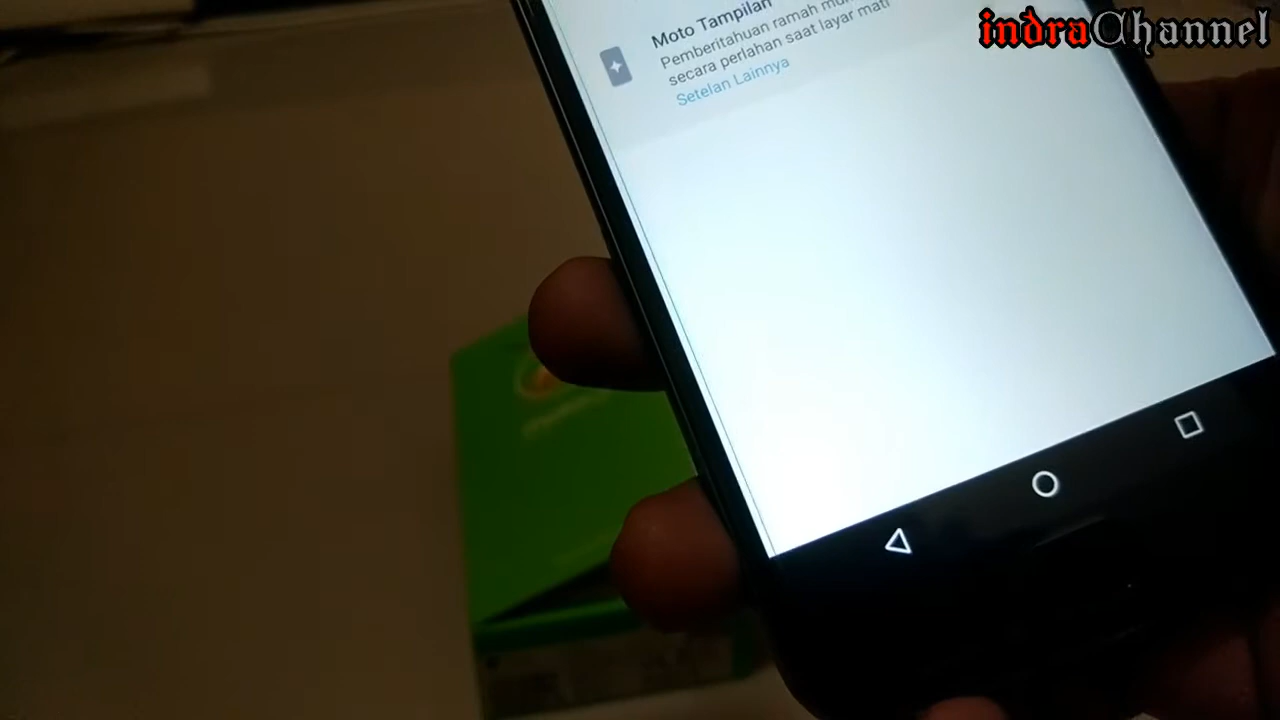 indraChannel
Moto Tampilan
Pemberitahuan ramah
secara perlahan saat layar mati
Setelan Lainnya